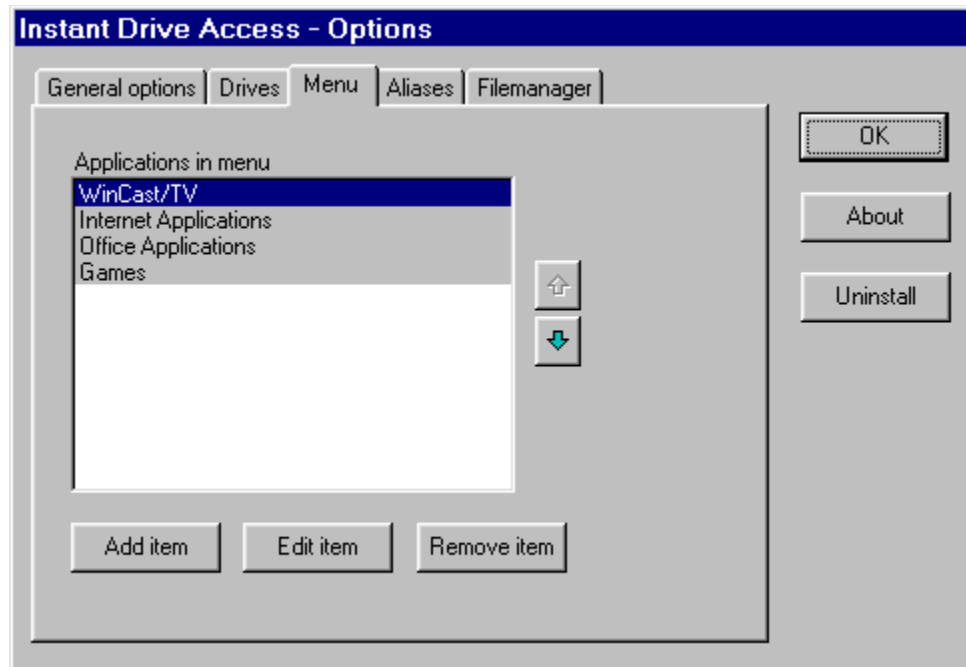 Instant Drive Access - Options
General options Drives Menu Aliases Filemanager
Applications in menu
WinCast/TV
Internet Applications
Office Applications
Games
Add item Edit item Remove item
OK
About
Uninstall